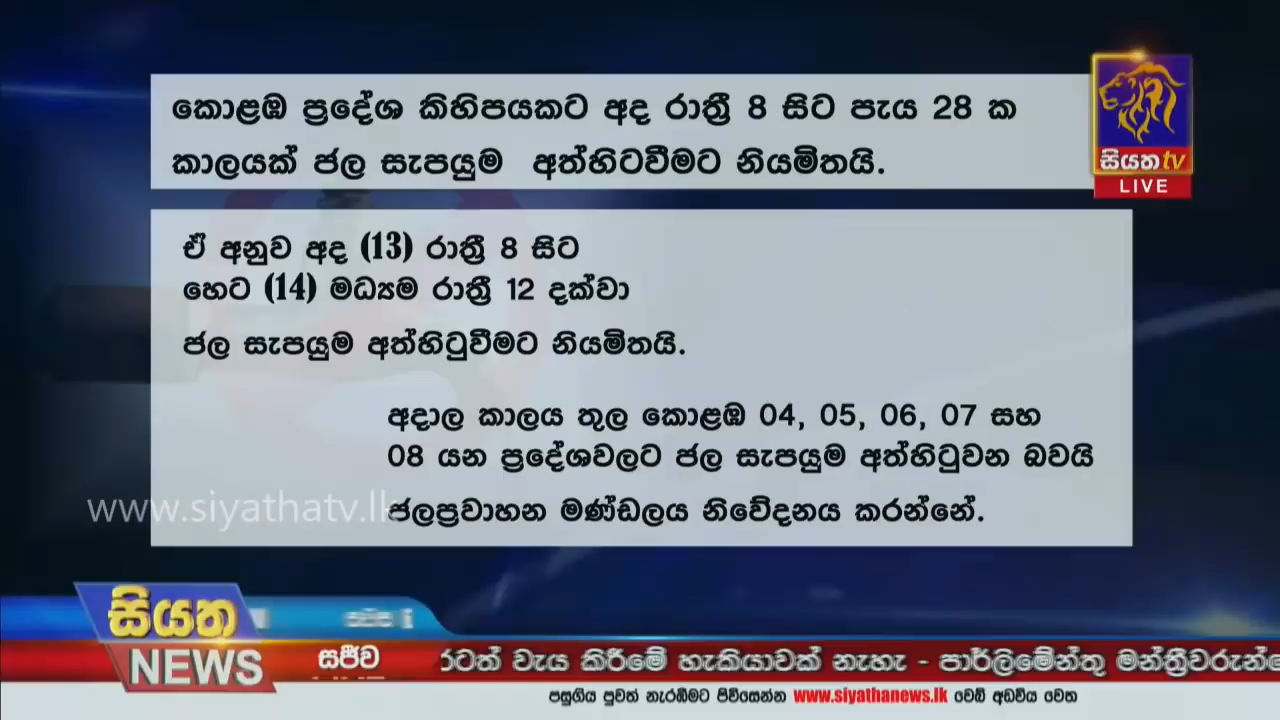 කොළඹ ප්‍රදේශ කිහිපයකට අද රාත්‍රී 8 සිට පැය 28 ක
කාලයක් ජල සැපයුම අත්හිටවීමට නියමිතයි.
සියත tv
LIVE
ඒ අනුව අද (13) රාත්‍රී 8 සිට
හෙට (14) මධ්‍යම රාත්‍රී 12 දක්වා
ජල සැපයුම අත්හිටුවීමට නියමිතයි.
අදාල කාලය තුල කොළඹ 04, 05, 06, 07 සහ
08 යන ප්‍රදේශවලට ජල සැපයුම අත්හිටුවන බවයි
www.siyathatv.lk
ජලප්‍රවාහන මණ්ඩලය නිවේදනය කරන්නේ.
සියත
NEWS
සජීව
රටත් වැය කිරීමේ හැකියාවක් නැහැ - පාර්ලිමේන්තු මන්ත්‍රීවරුන්ගේ
පසුගිය පුවත් නැරඹීමට පිවිසෙන්න www.siyathanews.lk වෙබ් අඩවිය වෙත